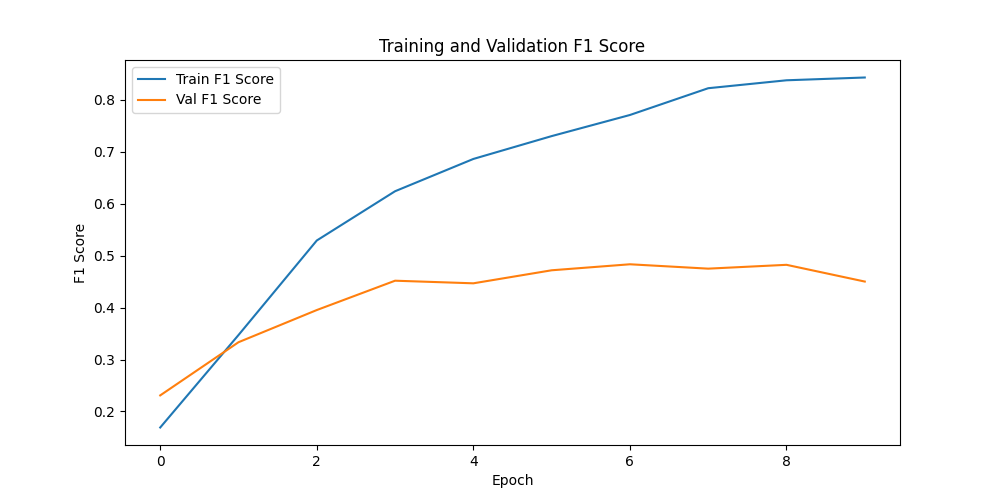 Training and Validation F1 Score
Train F1 Score
Val F1 Score
0.8
0.7
0.6
0.5
0.4
0.3
0.2
F1 Score
0 2 4 6 8
Epoch